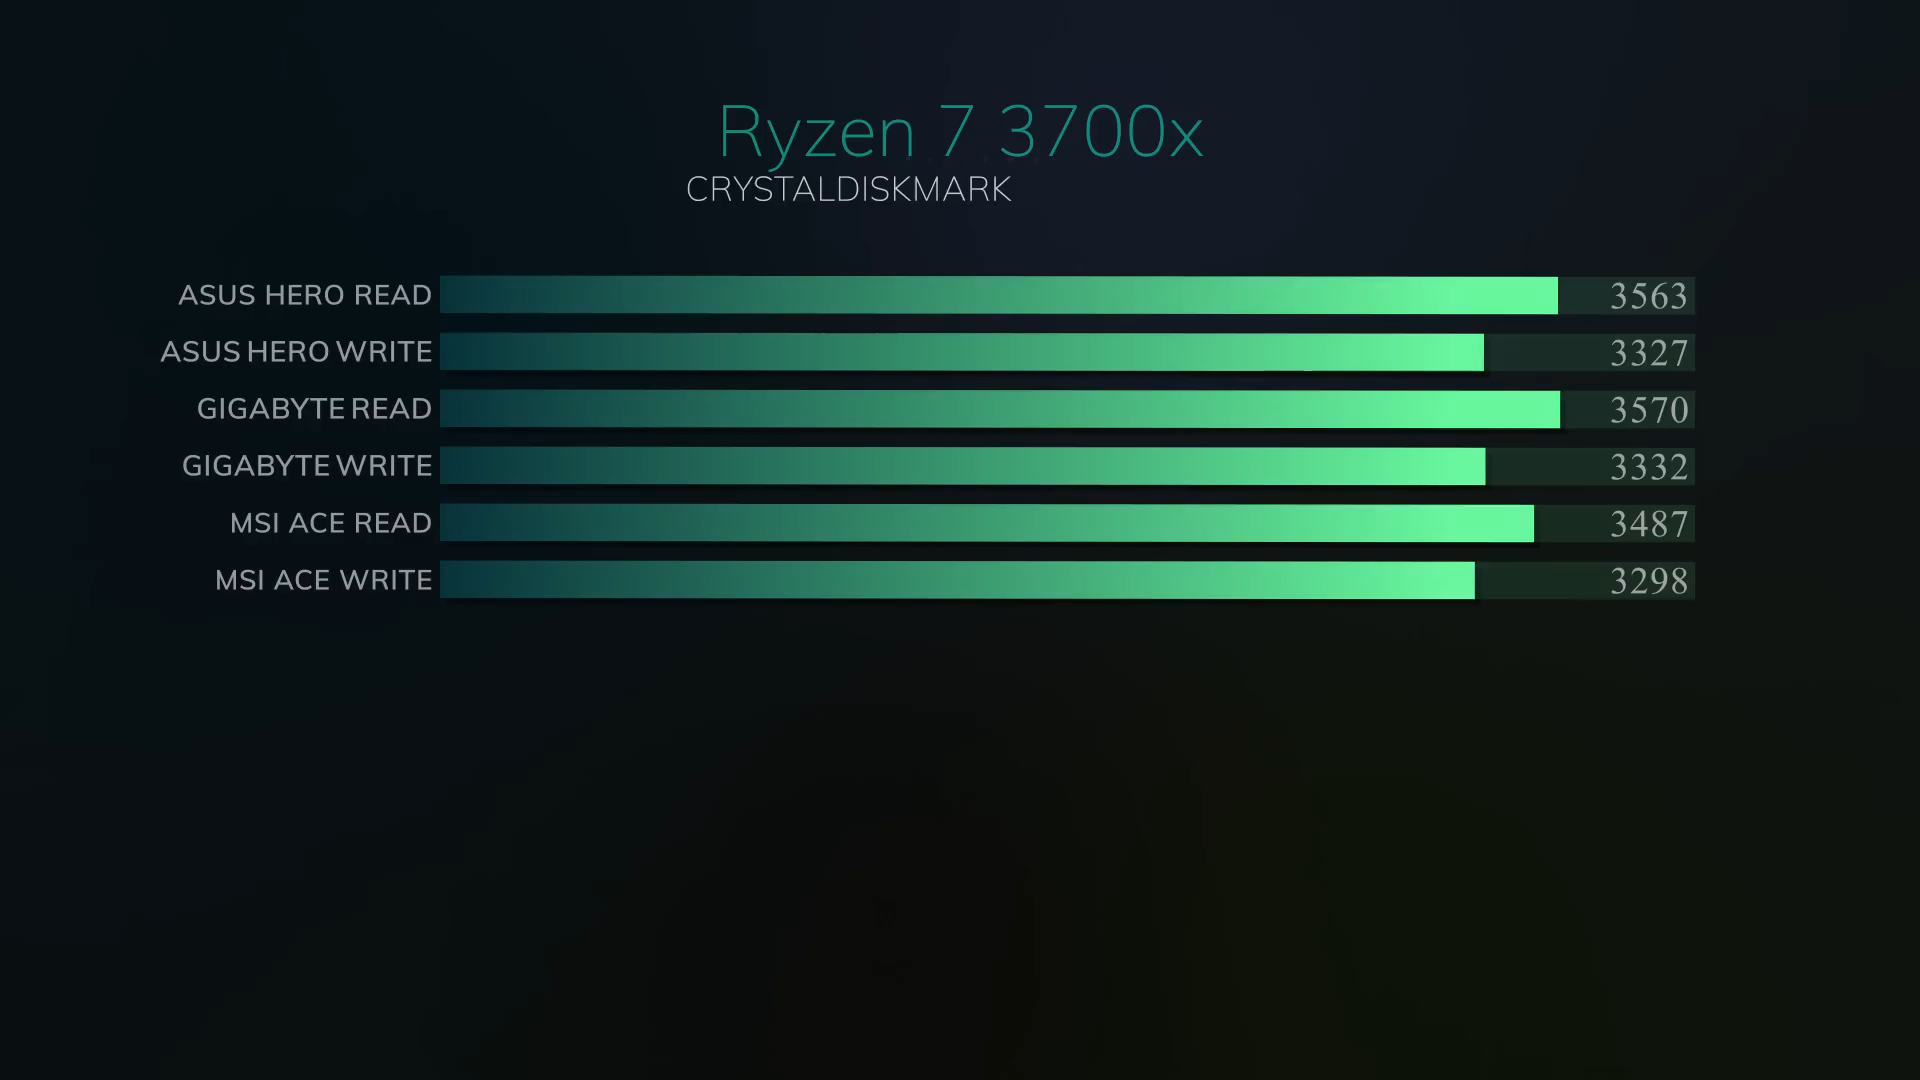 Ryzen 7 3700x
CRYSTALDISKMARK
ASUS HERO READ 3563
ASUS HERO WRITE 3327
GIGABYTE READ 3570
GIGABYTE WRITE 3332
MSI ACE READ 3487
MSI ACE WRITE 3298